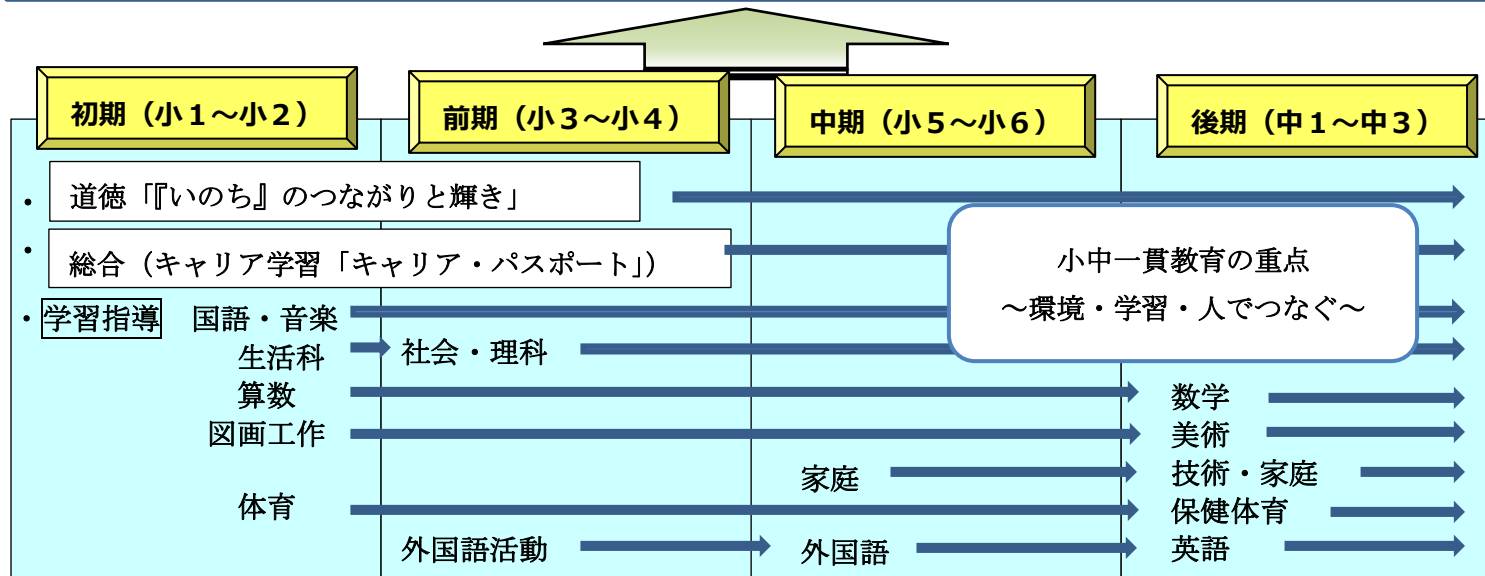 初期（小１～小２）
前期（小３～小４）
中期（小５～小６）
後期（中１～中３）
・ 道徳「『いのち』のつながりと輝き」
・ 総合（キャリア学習「キャリア・パスポート」）
小中一貫教育の重点
～環境・学習・人でつなぐ～
・学習指導 国語・音楽
生活科 社会・理科
算数 数学
図画工作 美術
家庭 技術・家庭
体育 保健体育
外国語活動 外国語 英語